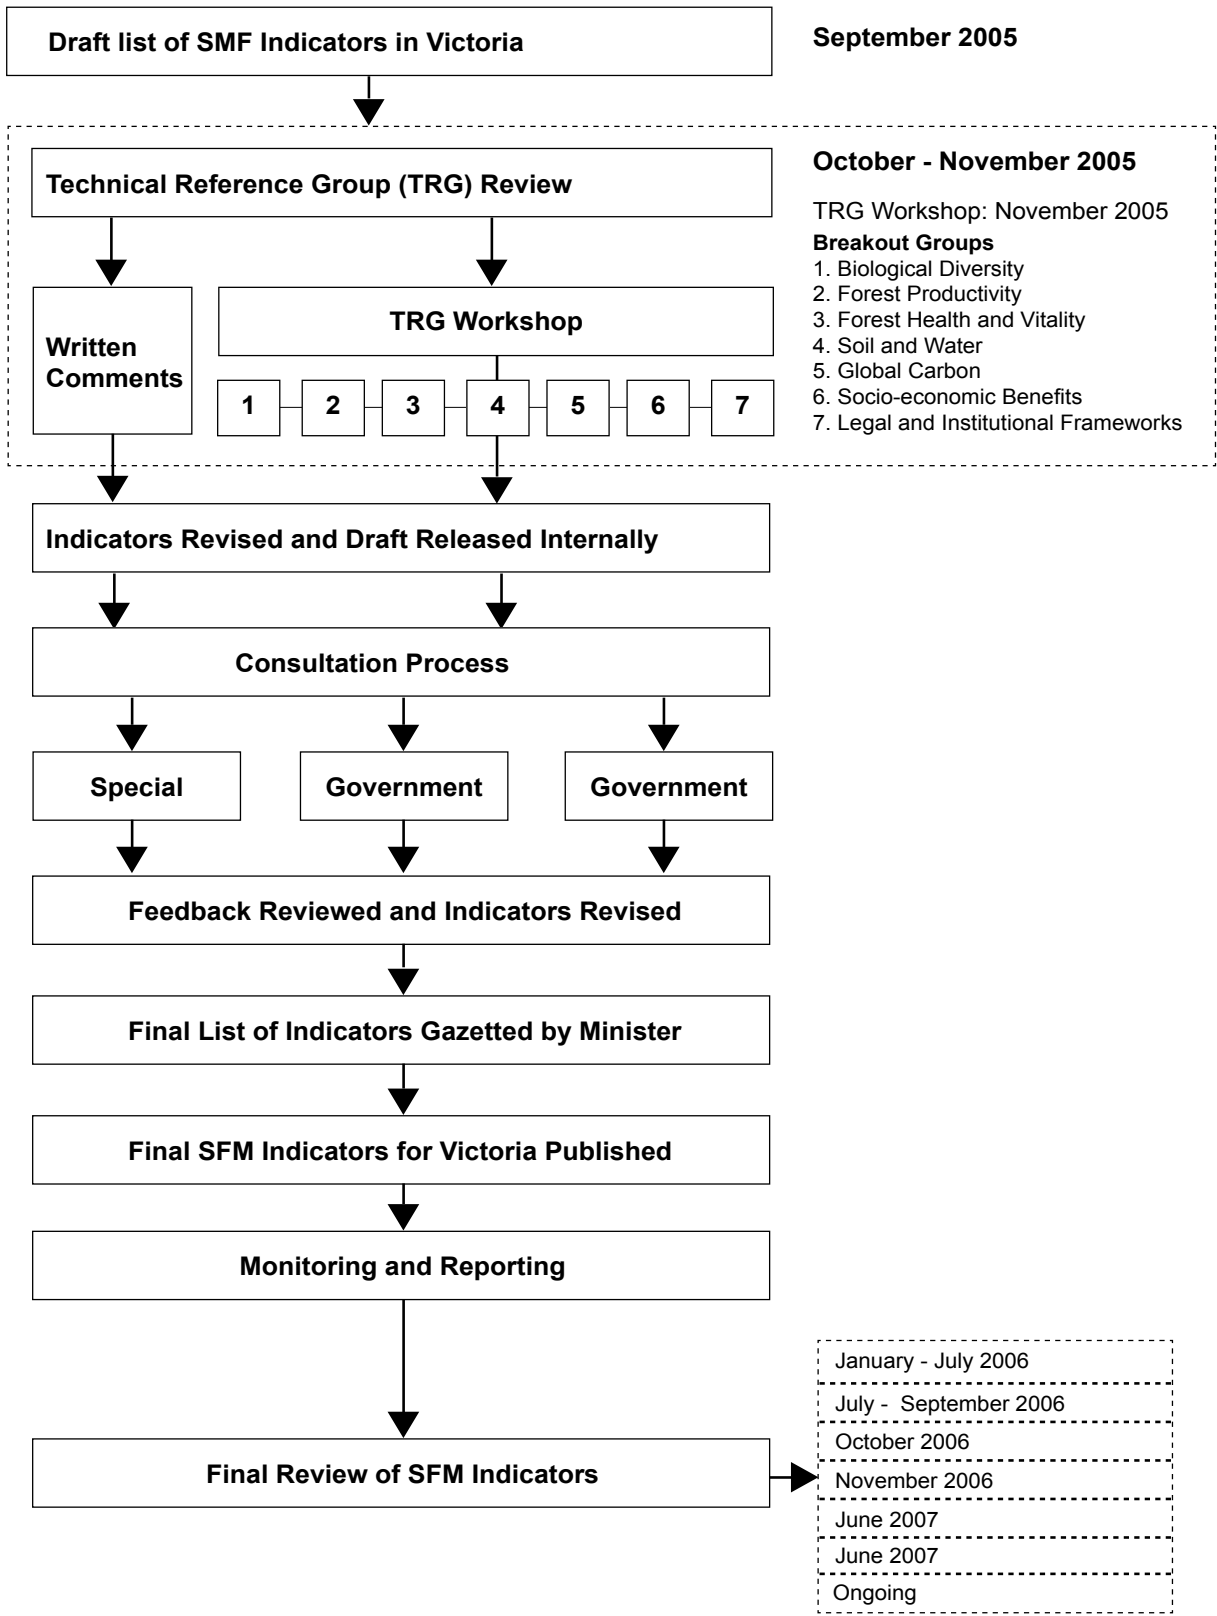 Draft list of SMF Indicators in Victoria
September 2005
Technical Reference Group (TRG) Review
October - November 2005
TRG Workshop: November 2005
Breakout Groups
1. Biological Diversity
2. Forest Productivity
3. Forest Health and Vitality
4. Soil and Water
5. Global Carbon
6. Socio-economic Benefits
7. Legal and Institutional Frameworks
Written
Comments
TRG Workshop
1 2 3 4 5 6 7
Indicators Revised and Draft Released Internally
Consultation Process
Special
Government
Government
Feedback Reviewed and Indicators Revised
Final List of Indicators Gazetted by Minister
Final SFM Indicators for Victoria Published
Monitoring and Reporting
Final Review of SFM Indicators
January - July 2006
July - September 2006
October 2006
November 2006
June 2007
June 2007
Ongoing